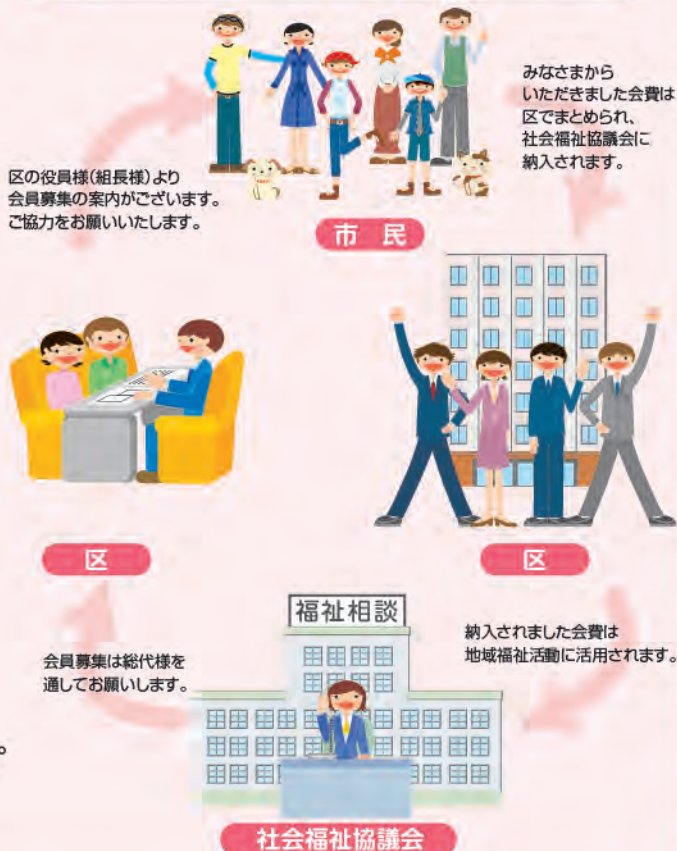 みなさまから
いただきました会費は
区でまとめられ、
社会福祉協議会に
納入されます。
区の役員様(組長様)より
会員募集の案内がございます。
ご協力をお願いいたします。
市 民
区
区
福祉相談
納入されました会費は
地域福祉活動に活用されます。
会員募集は総代様を
通してお願いします。
。
社会福祉協議会